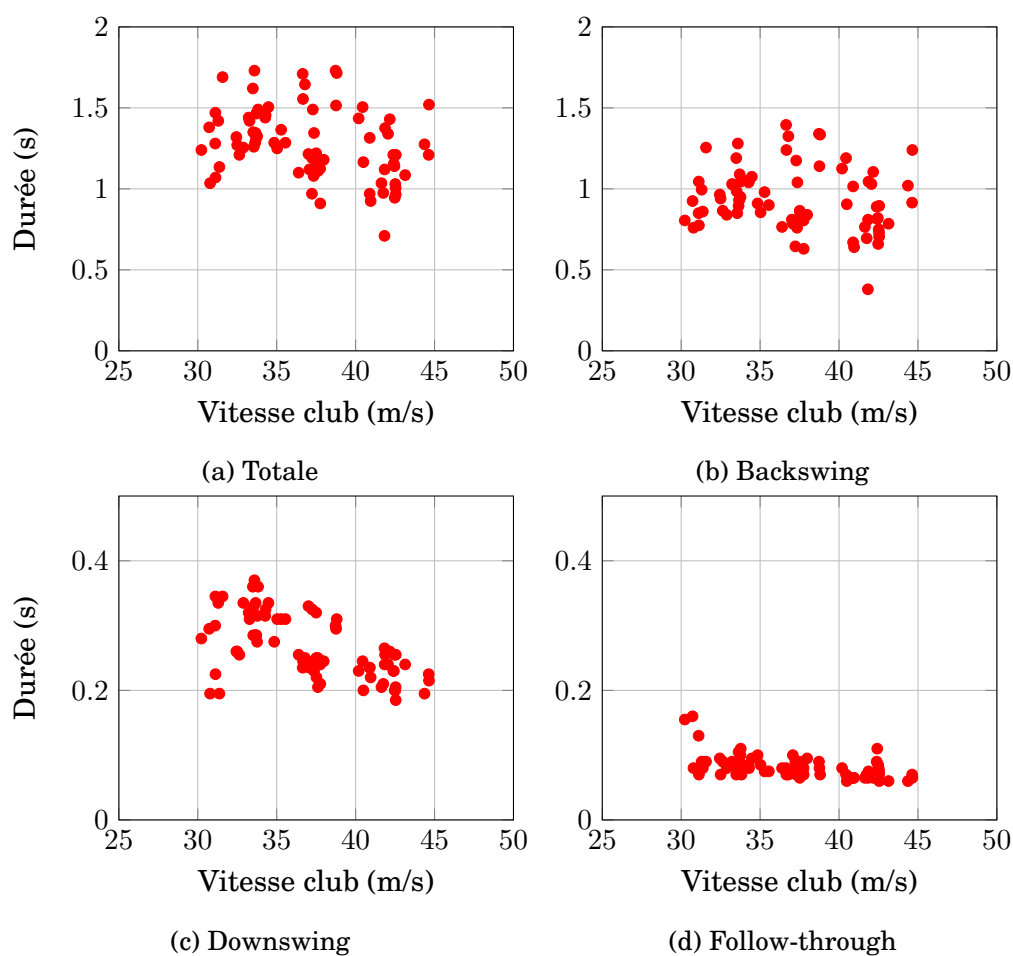 2
1.5
1
0.5
0
25 30 35 40 45 50
Durée (s)
Vitesse club (m/s)
(a) Totale
2
1.5
1
0.5
0
25 30 35 40 45 50
Vitesse club (m/s)
(b) Backswing
0.4
0.2
0
25 30 35 40 45 50
Durée (s)
Vitesse club (m/s)
(c) Downswing
0.4
0.2
0
25 30 35 40 45 50
Vitesse club (m/s)
(d) Follow-through